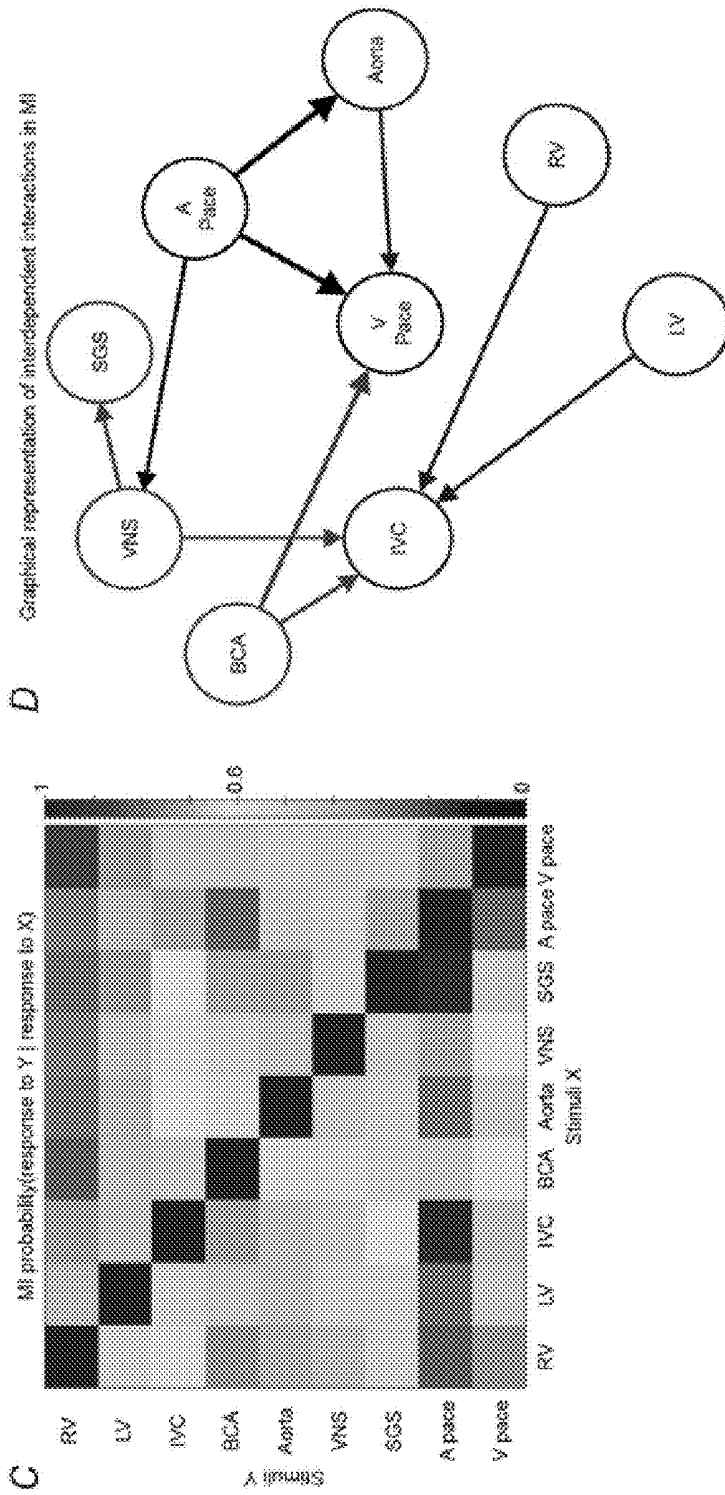 C
MI probability(response to Y | response to X)
Stimuli Y
RV
LV
IVC
BCA
Aorta
VNS
SGS
A pace
V pace
RV
LV
IVC
BCA
Aorta
VNS
SGS
A pace
V pace
Stimuli X
1
0.6
0
D
Graphical representation of interdependent interactions in MI
SGS
A
Pace
Aorta
VNS
V
Pace
BCA
IVC
RV
LV